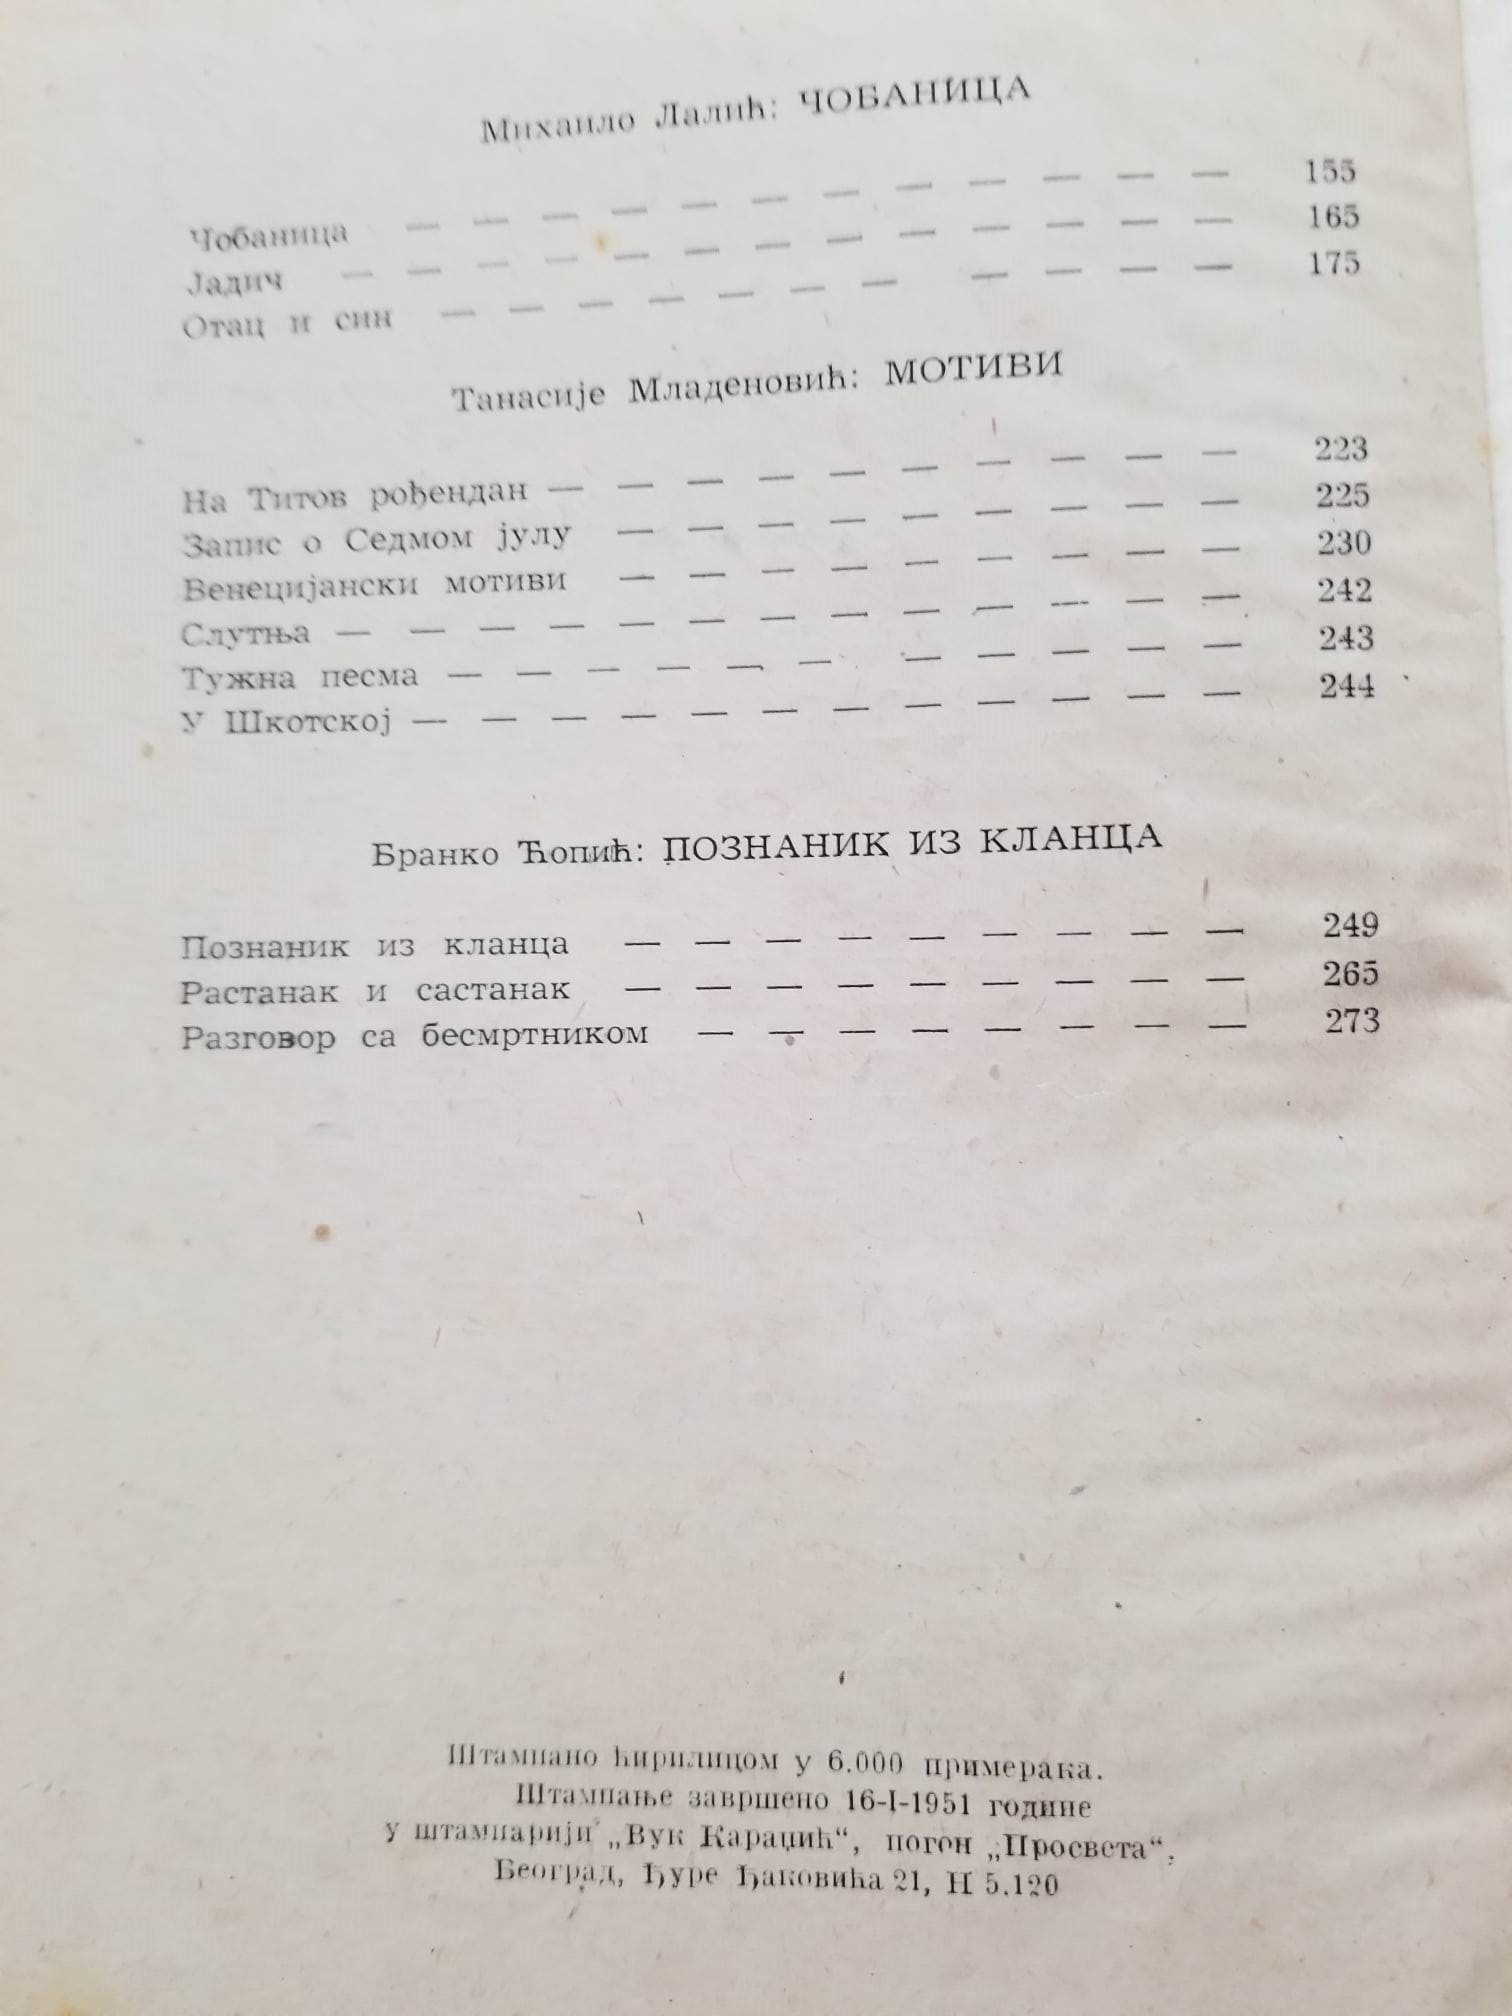 Михаило Лалић: ЧОБАНИЦА
Чобаница — — — — — — — — — — — — 155
Јадич — — — — — — — — — — — — — 165
Отац и син — — — — — — — — — — — 175
Танасије Младеновић: МОТИВИ
На Титов рођендан — — — — — — — — — — 223
Запис о Седмом јулу — — — — — — — — — 225
Венецијански мотиви — — — — — — — — — 230
Слутња — — — — — — — — — — — — — 242
Тужна песма — — — — — — — — — — — 243
У Шкотској — — — — — — — — — — — — 244
Бранко Ћопић: ПОЗНАНИК ИЗ КЛАНЦА
Познаник из кланца — — — — — — — — — 249
Растанак и састанак — — — — — — — — — 265
Разговор са бесмртником — — — — — — — — 273
Штампано ћирилицом у 6.000 примерака.
Штампање завршено 16-I-1951 године
у штампарији „Вук Караџић“, погон „Просвета“,
Београд, Ђуре Ђаковића 21, Н 5.120